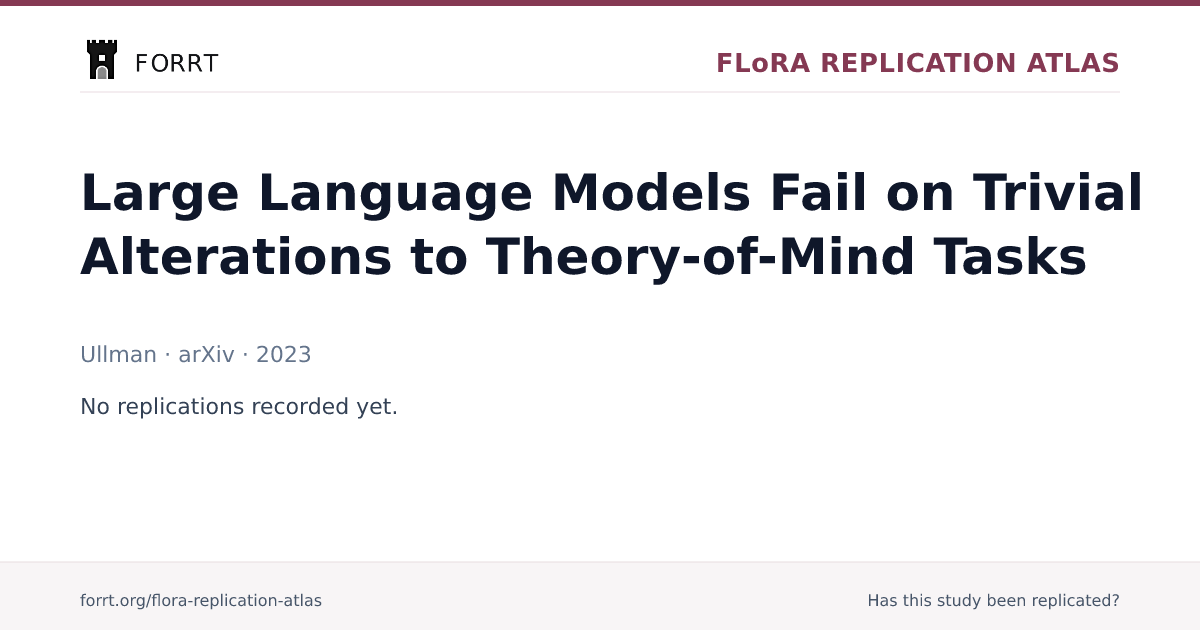 FORRT
FLoRA REPLICATION ATLAS
Large Language Models Fail on Trivial
Alterations to Theory-of-Mind Tasks
Ullman · arXiv · 2023
No replications recorded yet.
forrt.org/flora-replication-atlas
Has this study been replicated?